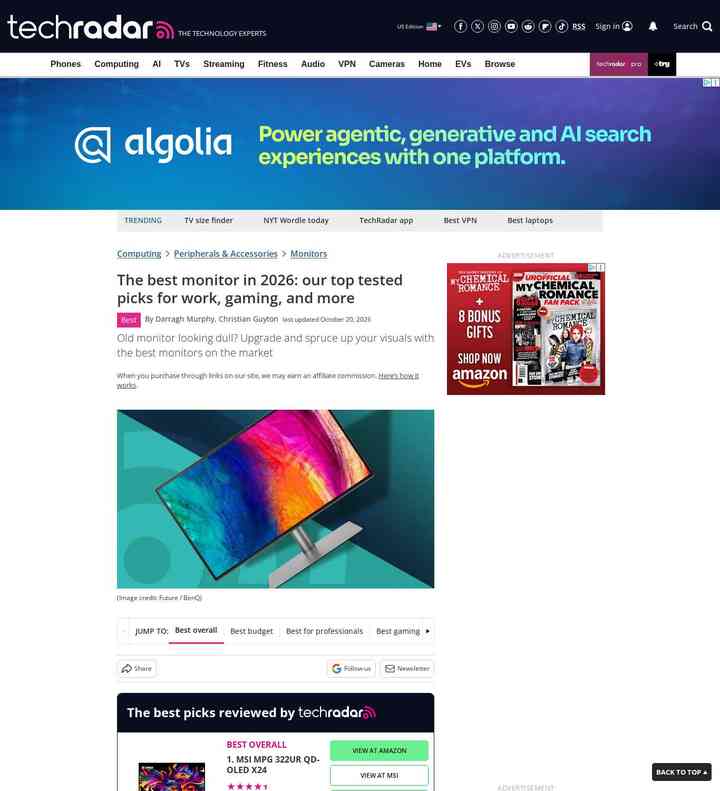 techradar THE TECHNOLOGY EXPERTS
US Edition RSS Sign in Search
Phones Computing AI TVs Streaming Fitness Audio VPN Cameras Home EVs Browse techradar pro
algolia
Power agentic, generative and AI search
experiences with one platform.
TRENDING TV size finder NYT Wordle today TechRadar app Best VPN Best laptops
Computing > Peripherals & Accessories > Monitors
The best monitor in 2026: our top tested
picks for work, gaming, and more
Best By Darragh Murphy, Christian Guyton last updated October 20, 2025
Old monitor looking dull? Upgrade and spruce up your visuals with
the best monitors on the market
When you purchase through links on our site, we may earn an affiliate commission. Here's how it
works.
ADVERTISEMENT
MY CHEMICAL
ROMANCE
+
8 BONUS
GIFTS
SHOP NOW
amazon
UNOFFICIAL
MY CHEMICAL
ROMANCE
FAN PACK
(Image credit: Future / BenQ)
JUMP TO: Best overall Best budget Best for professionals Best gaming
Share Follow us Newsletter
The best picks reviewed by techradar
BEST OVERALL
1. MSI MPG 322UR QD-
OLED X24
VIEW AT AMAZON
VIEW AT MSI
BACK TO TOP
ADVERTISEMENT